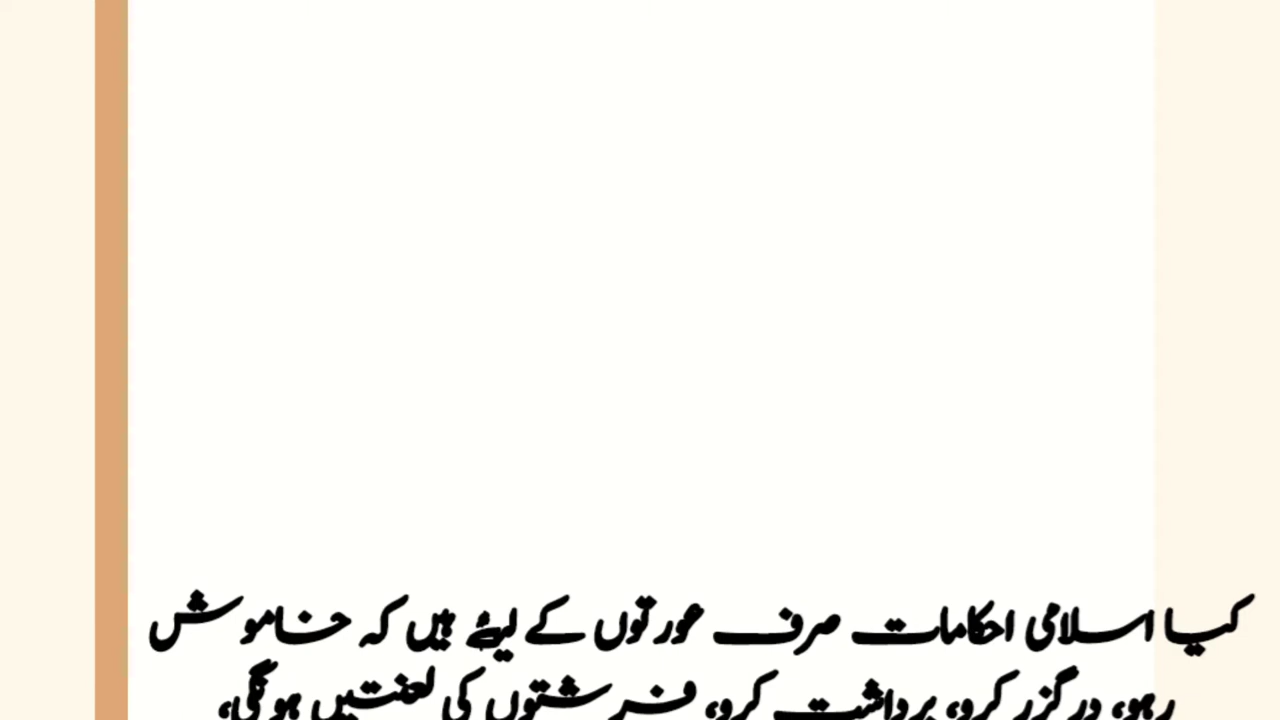 کیا اسلامی احکامات صرف عورتوں کے لیئے ہیں کہ خاموش
رہو، درگزر کرو، برداشت کرو، فرشتوں کی لعنتیں ہونگی،